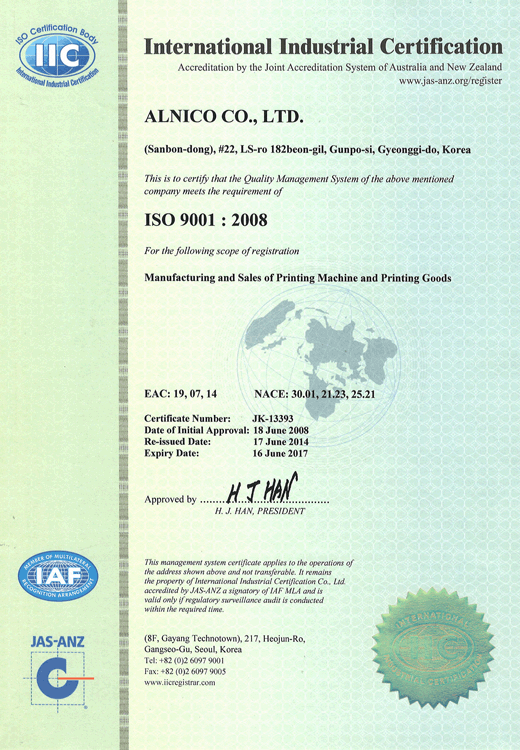 ISO Certification Body
IIC
International Industrial Certification
International Industrial Certification
Accreditation by the Joint Accreditation System of Australia and New Zealand
www.jas-anz.org/register
ALNICO CO., LTD.
(Sanbon-dong), #22, LS-ro 182beon-gil, Gunpo-si, Gyeonggi-do, Korea
This is to certify that the Quality Management System of the above mentioned
company meets the requirement of
ISO 9001 : 2008
For the following scope of registration
Manufacturing and Sales of Printing Machine and Printing Goods
EAC: 19, 07, 14 NACE: 30.01, 21.23, 25.21
Certificate Number: JK-13393
Date of Initial Approval: 18 June 2008
Re-issued Date: 17 June 2014
Expiry Date: 16 June 2017
H J HAN
Approved by ..................................
H. J. HAN, PRESIDENT
MEMBER OF MULTILATERAL
IAF
RECOGNITION ARRANGEMENT
This management system certificate applies to the operations of
the address shown above and not transferable. It remains
the property of International Industrial Certification Co., Ltd.
accredited by JAS-ANZ a signatory of IAF MLA and is
valid only if regulatory surveillance audit is conducted
within the required time.
JAS-ANZ
(8F, Gayang Technotown), 217, Heojun-Ro,
Gangseo-Gu, Seoul, Korea
Tel: +82 (0)2 6097 9001
Fax: +82 (0)2 6097 9005
www.iicregistrar.com
INTERNATIONAL